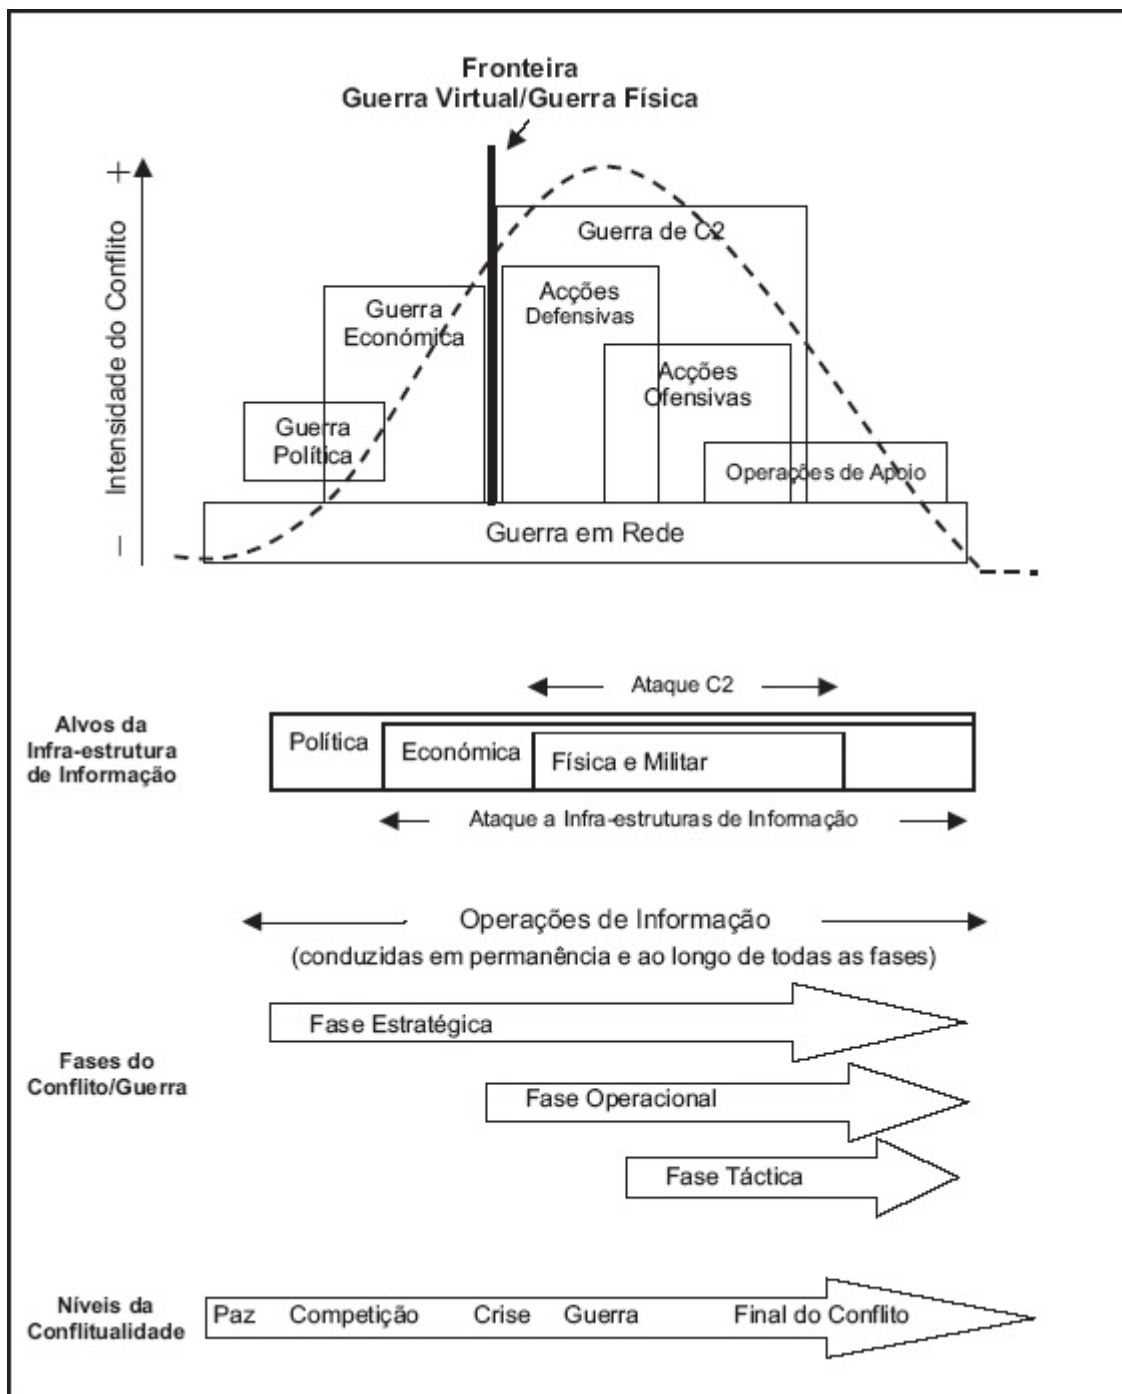 Fronteira
Guerra Virtual/Guerra Física
+
Intensidade do Conflito
–
Guerra de C2
Guerra
Económica
Acções
Defensivas
Acções
Ofensivas
Guerra
Política
Operações de Apoio
Guerra em Rede
Ataque C2
Alvos da
Infra-estrutura
de Informação
Política
Económica
Física e Militar
Ataque a Infra-estruturas de Informação
Operações de Informação
(conduzidas em permanência e ao longo de todas as fases)
Fases do
Conflito/Guerra
Fase Estratégica
Fase Operacional
Fase Táctica
Níveis da
Conflitualidade
Paz Competição Crise Guerra Final do Conflito